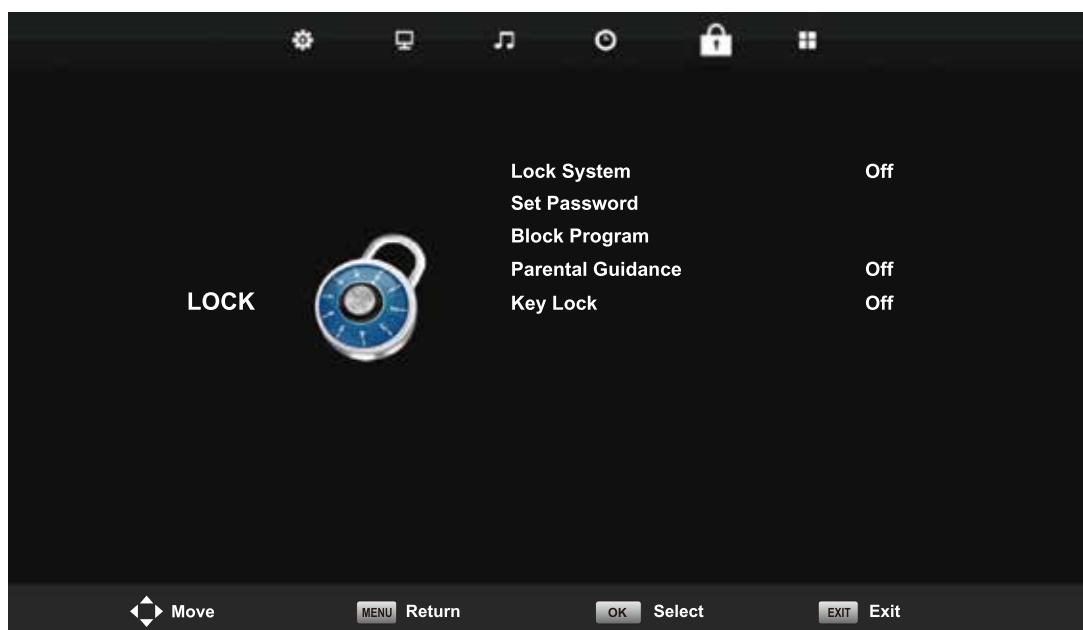 Lock System Off
Set Password
Block Program
Parental Guidance Off
LOCK
Key Lock Off
Move MENU Return OK Select EXIT Exit